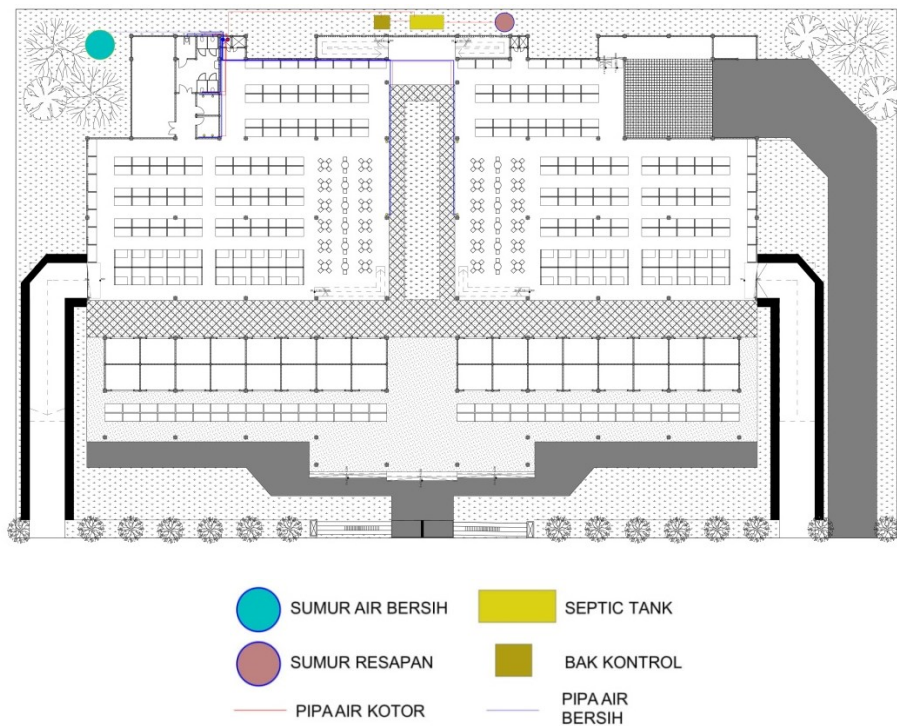 SUMUR AIR BERSIH
SEPTIC TANK
SUMUR RESAPAN
BAK KONTROL
PIPA AIR KOTOR
PIPA AIR
BERSIH